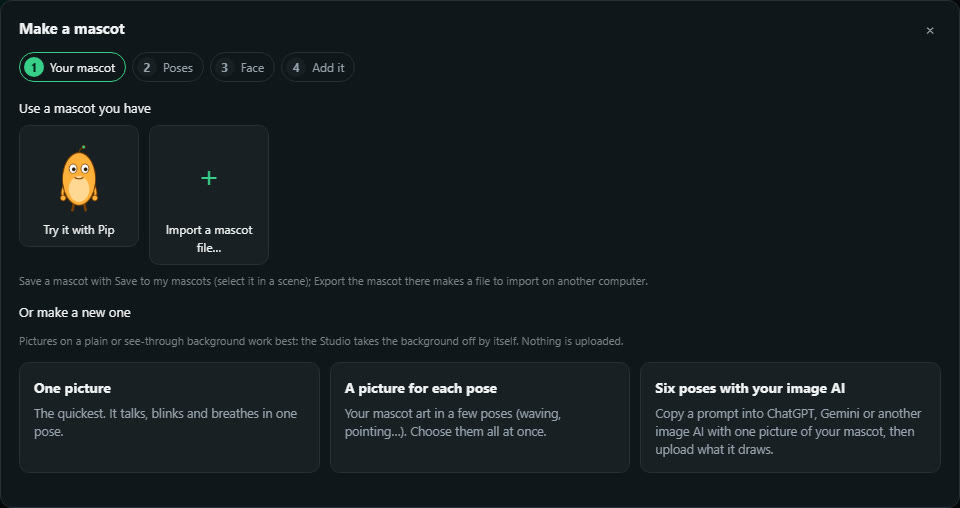 Make a mascot
×
1 Your mascot
2 Poses
3 Face
4 Add it
Use a mascot you have
Try it with Pip
+
Import a mascot
file...
Save a mascot with Save to my mascots (select it in a scene); Export the mascot there makes a file to import on another computer.
Or make a new one
Pictures on a plain or see-through background work best: the Studio takes the background off by itself. Nothing is uploaded.
One picture
The quickest. It talks, blinks and breathes in one
pose.
A picture for each pose
Your mascot art in a few poses (waving,
pointing...). Choose them all at once.
Six poses with your image AI
Copy a prompt into ChatGPT, Gemini or another
image AI with one picture of your mascot, then
upload what it draws.